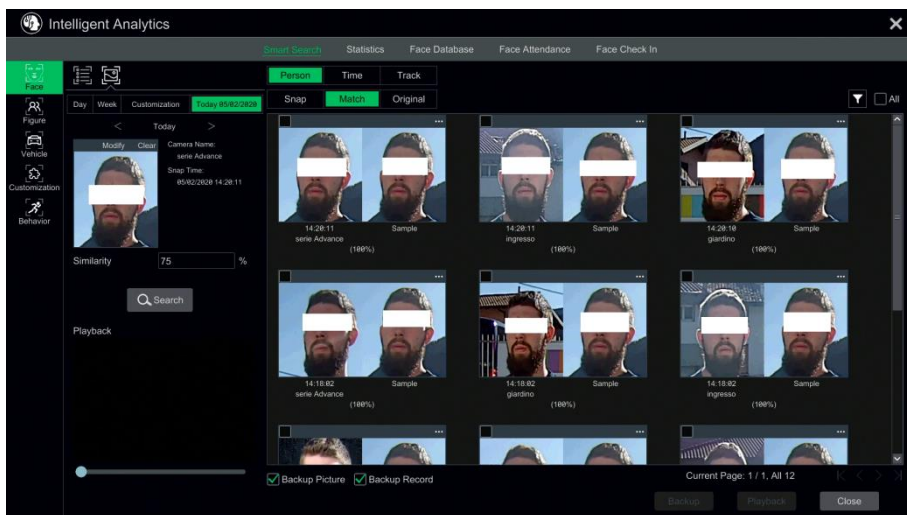 Intelligent Analytics
Smart Search Statistics Face Database Face Attendance Face Check In
Face
Figure
Vehicle
Customization
Behavior
Day Week Customization Today 05/02/2020
< Today >
Modify Clear
Camera Name:
serie Advance
Snap Time:
05/02/2020 14:20:11
Similarity 75 %
Search
Playback
Person Time Track
Snap Match Original
All
14:20:11 Sample
serie Advance
(100%)
14:20:11 Sample
ingresso
(100%)
14:20:10 Sample
giardino
(100%)
14:18:02 Sample
serie Advance
(100%)
14:18:02 Sample
giardino
(100%)
14:18:02 Sample
ingresso
(100%)
Backup Picture Backup Record
Current Page: 1 / 1, All 12
Backup Playback Close